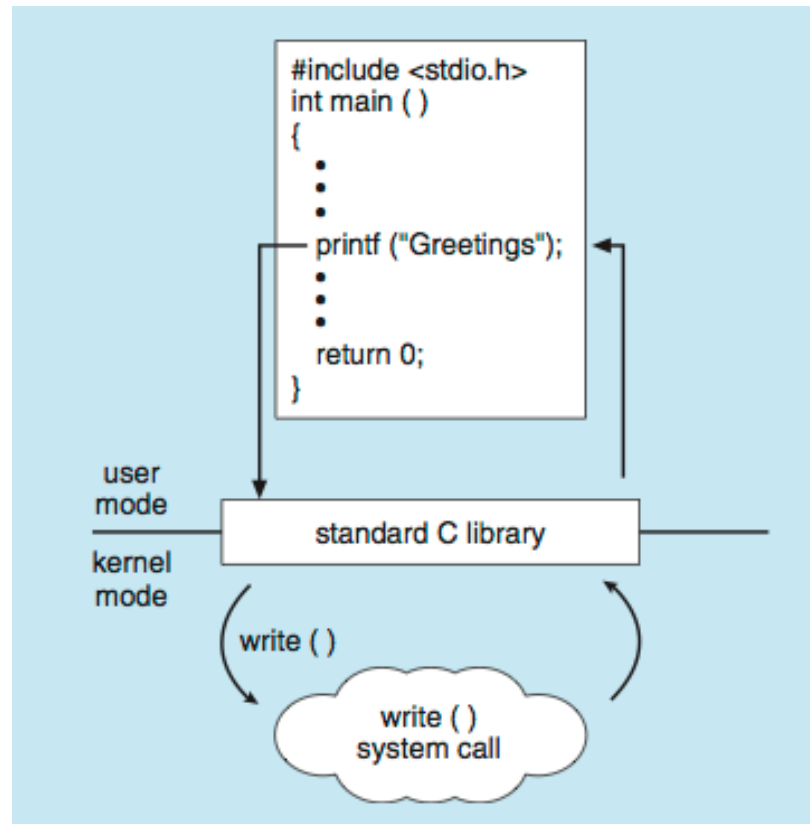 #include <stdio.h>
int main ( )
{
•
•
•
printf ("Greetings");
•
•
•
return 0;
}
user
mode
standard C library
kernel
mode
write ( )
write ( )
system call